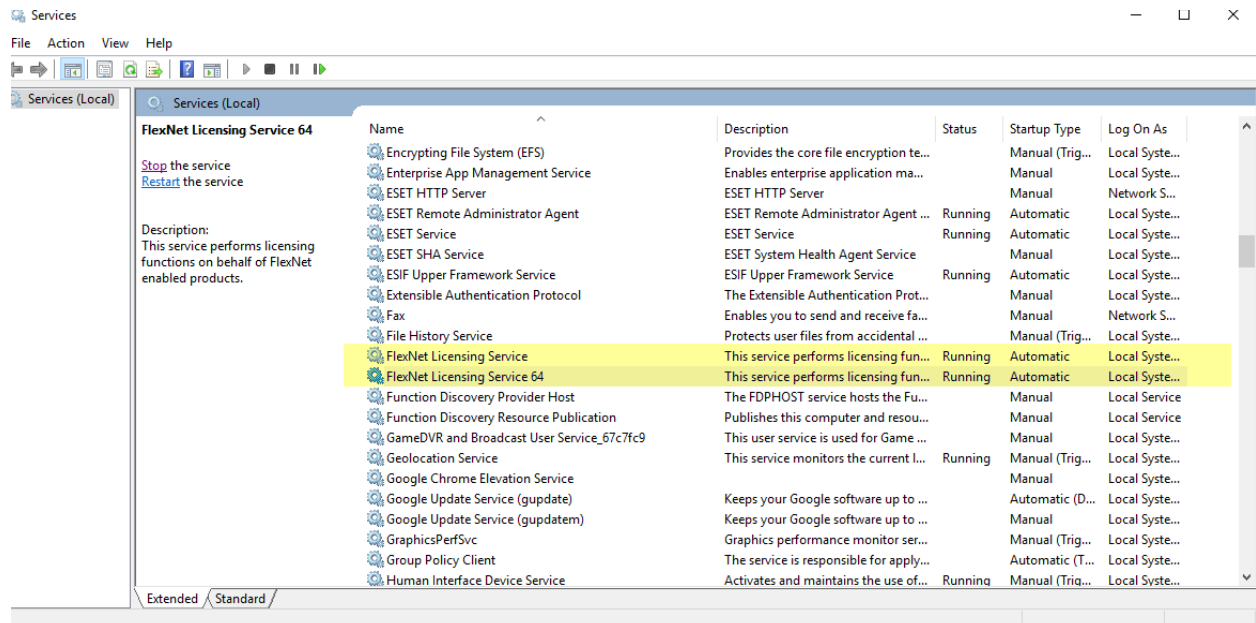 Services
File Action View Help
Services (Local)
Services (Local)
FlexNet Licensing Service 64
Stop the service
Restart the service
Description:
This service performs licensing
functions on behalf of FlexNet
enabled products.
Name Description Status Startup Type Log On As
Encrypting File System (EFS) Provides the core file encryption te... Manual (Trig... Local Syste...
Enterprise App Management Service Enables enterprise application ma... Manual Local Syste...
ESET HTTP Server ESET HTTP Server Manual Network S...
ESET Remote Administrator Agent ESET Remote Administrator Agent ... Running Automatic Local Syste...
ESET Service ESET Service Running Automatic Local Syste...
ESET SHA Service ESET System Health Agent Service Manual Local Syste...
ESIF Upper Framework Service ESIF Upper Framework Service Running Automatic Local Syste...
Extensible Authentication Protocol The Extensible Authentication Prot... Manual Local Syste...
Fax Enables you to send and receive fa... Manual Network S...
File History Service Protects user files from accidental ... Manual (Trig... Local Syste...
FlexNet Licensing Service This service performs licensing fun... Running Automatic Local Syste...
FlexNet Licensing Service 64 This service performs licensing fun... Running Automatic Local Syste...
Function Discovery Provider Host The FDPHOST service hosts the Fu... Manual Local Service
Function Discovery Resource Publication Publishes this computer and resou... Manual Local Service
GameDVR and Broadcast User Service_67c7fc9 This user service is used for Game ... Manual Local Syste...
Geolocation Service This service monitors the current l... Running Manual (Trig... Local Syste...
Google Chrome Elevation Service Manual Local Syste...
Google Update Service (gupdate) Keeps your Google software up to ... Automatic (D... Local Syste...
Google Update Service (gupdatem) Keeps your Google software up to ... Manual Local Syste...
GraphicsPerfSvc Graphics performance monitor ser... Manual (Trig... Local Syste...
Group Policy Client The service is responsible for apply... Automatic (T... Local Syste...
Human Interface Device Service Activates and maintains the use of... Running Manual (Trig... Local Syste...
Extended Standard